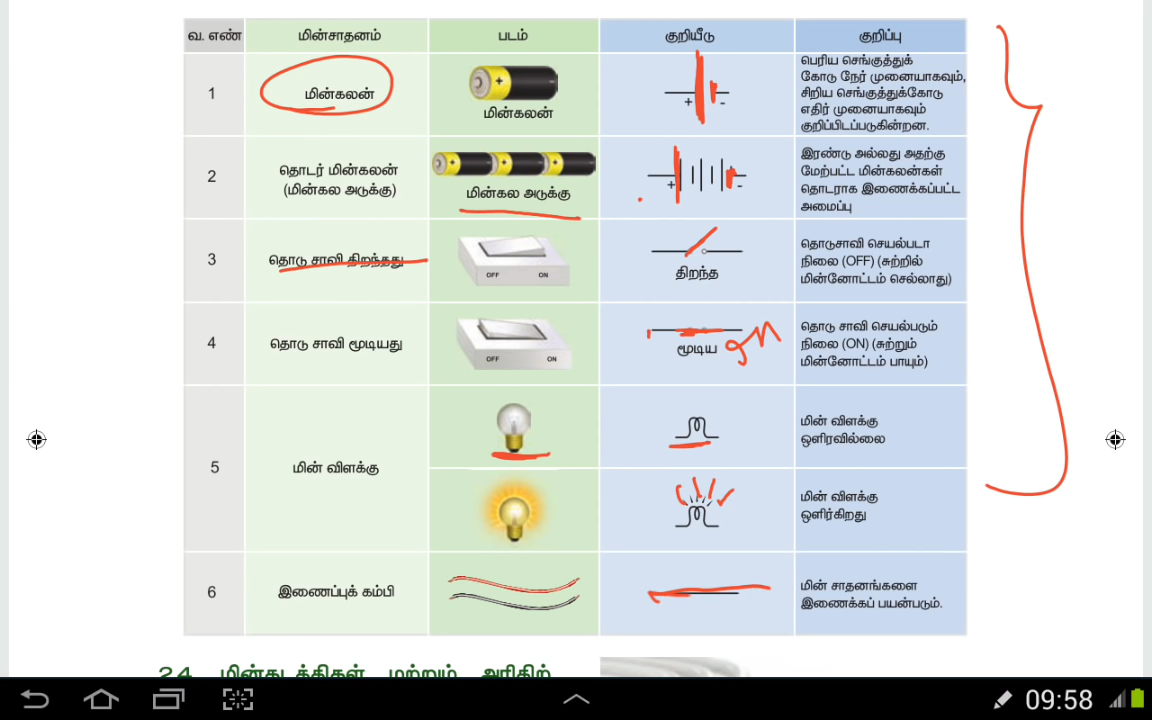 வ. எண் மின்சாதனம் படம் குறியீடு குறிப்பு
1 மின்கலன் + மின்கலன் + -
பெரிய செங்குத்துக்
கோடு நேர் முனையாகவும்,
சிறிய செங்குத்துக்கோடு
எதிர் முனையாகவும்
குறிப்பிடப்படுகின்றன.
2 தொடர் மின்கலன்
(மின்கல அடுக்கு)
+ + +
மின்கல அடுக்கு
+ -
இரண்டு அல்லது அதற்கு
மேற்பட்ட மின்கலன்கள்
தொடராக இணைக்கப்பட்ட
அமைப்பு
3 தொடு சாவி திறந்தது
OFF ON
திறந்த
தொடுசாவி செயல்படா
நிலை (OFF) (சுற்றில்
மின்னோட்டம் செல்லாது)
4 தொடு சாவி மூடியது
OFF ON
மூடிய
தொடு சாவி செயல்படும்
நிலை (ON) (சுற்றும்
மின்னோட்டம் பாயும்)
5 மின் விளக்கு
மின் விளக்கு
ஒளிரவில்லை
மின் விளக்கு
ஒளிர்கிறது
6 இணைப்புக் கம்பி
மின் சாதனங்களை
இணைக்கப் பயன்படும்.
09:58